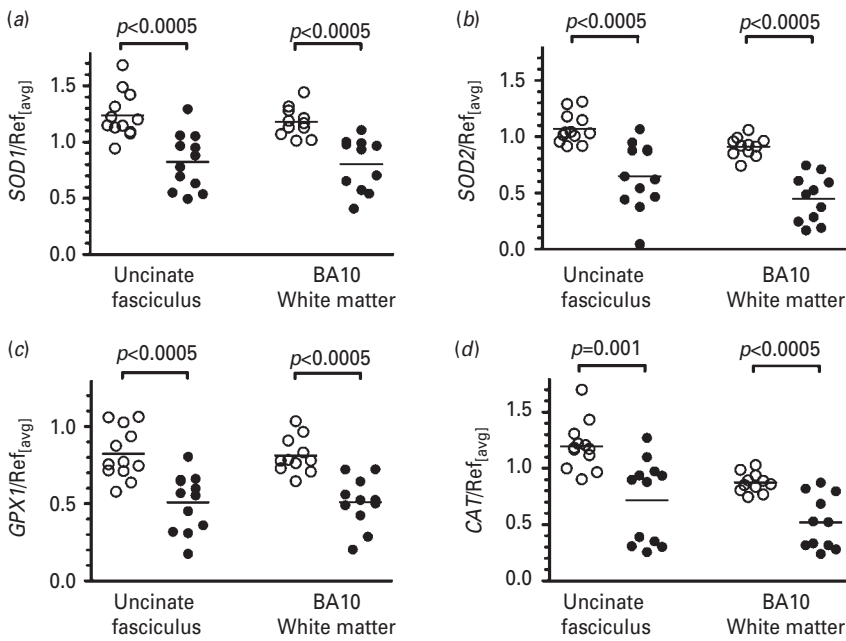 (a)
p<0.0005
p<0.0005
SOD1/Ref[avg]
1.5
1.0
0.5
0.0
Uncinate
fasciculus
BA10
White matter
(b)
p<0.0005
p<0.0005
SOD2/Ref[avg]
1.5
1.0
0.5
0.0
Uncinate
fasciculus
BA10
White matter
(c)
p<0.0005
p<0.0005
GPX1/Ref[avg]
1.0
0.5
0.0
Uncinate
fasciculus
BA10
White matter
(d)
p=0.001
p<0.0005
CAT/Ref[avg]
1.5
1.0
0.5
0.0
Uncinate
fasciculus
BA10
White matter